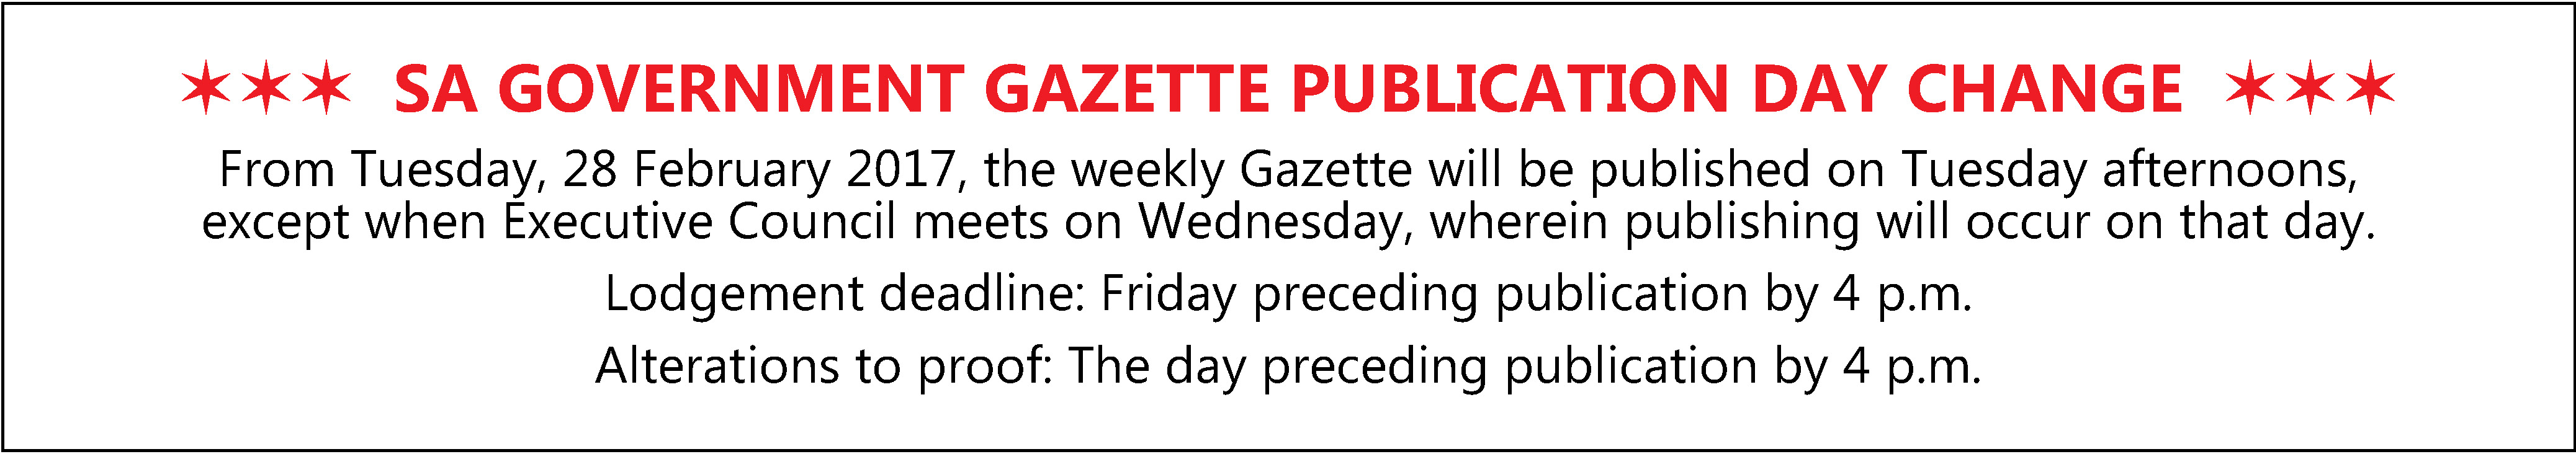 ✶✶✶ SA GOVERNMENT GAZETTE PUBLICATION DAY CHANGE ✶✶✶
From Tuesday, 28 February 2017, the weekly Gazette will be published on Tuesday afternoons,
except when Executive Council meets on Wednesday, wherein publishing will occur on that day.
Lodgement deadline: Friday preceding publication by 4 p.m.
Alterations to proof: The day preceding publication by 4 p.m.